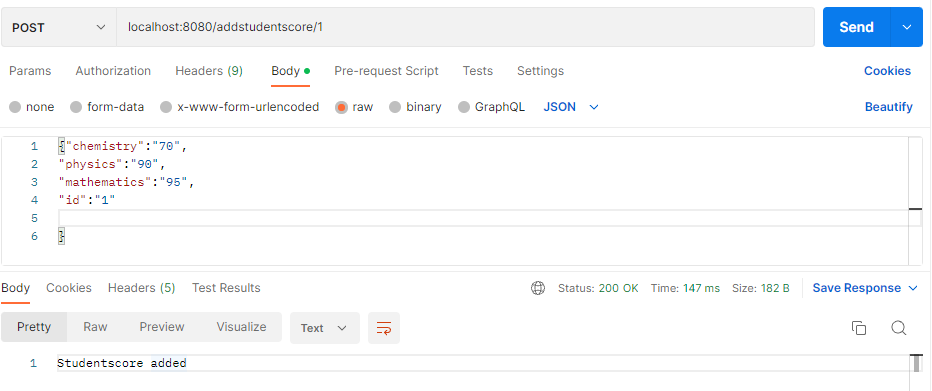 POST localhost:8080/addstudentscore/1 Send
Params Authorization Headers (9) Body Pre-request Script Tests Settings Cookies
none form-data x-www-form-urlencoded raw binary GraphQL JSON Beautify
1 {"chemistry":"70",
2 "physics":"90",
3 "mathematics":"95",
4 "id":"1"
5
6 }
Body Cookies Headers (5) Test Results Status: 200 OK Time: 147 ms Size: 182 B Save Response
Pretty Raw Preview Visualize Text
1 Studentscore added